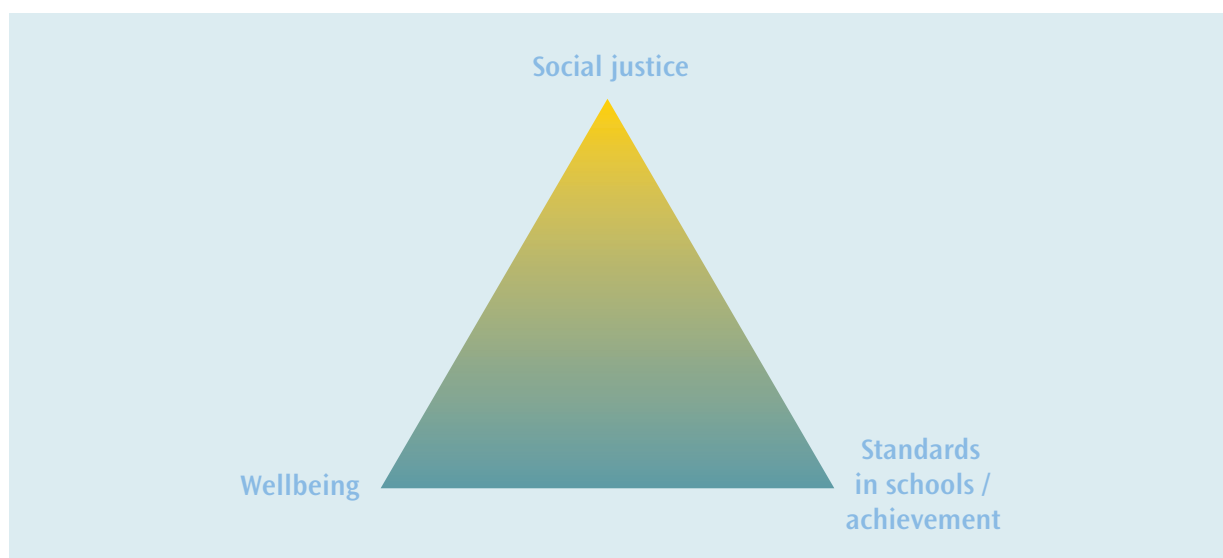 Social justice
Wellbeing
Standards
in schools /
achievement